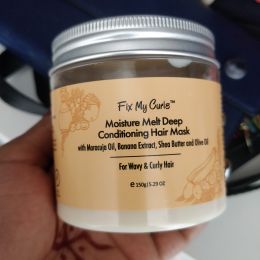 Fix My Curls™
Moisture Melt Deep
Conditioning Hair Mask
with Maracuja Oil, Banana Extract, Shea Butter and Olive Oil
For Wavy & Curly Hair
e 150g | 5.29 OZ